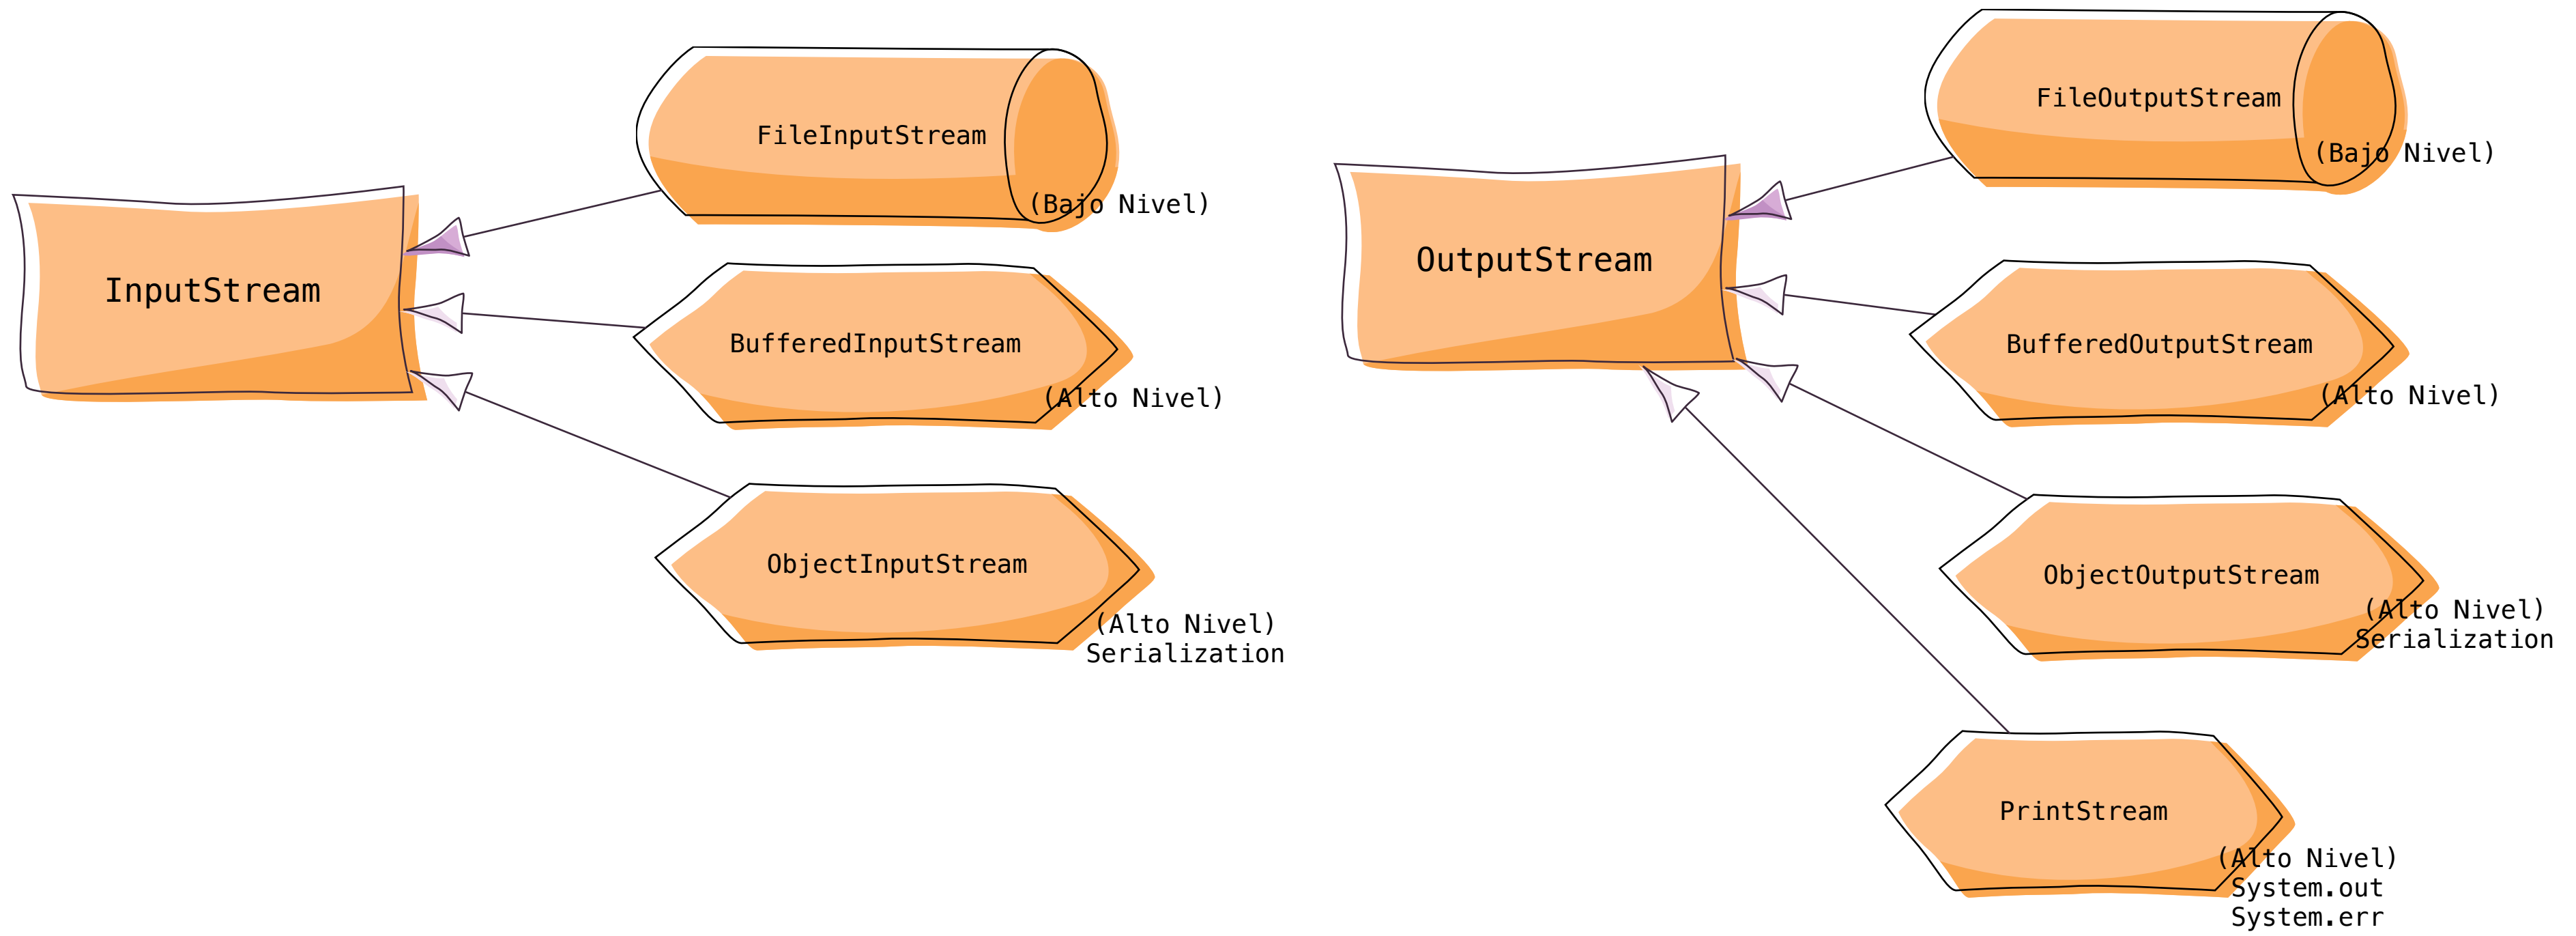 InputStream
FileInputStream
(Bajo Nivel)
BufferedInputStream
(Alto Nivel)
ObjectInputStream
(Alto Nivel)
Serialization
OutputStream
FileOutputStream
(Bajo Nivel)
BufferedOutputStream
(Alto Nivel)
ObjectOutputStream
(Alto Nivel)
Serialization
PrintStream
(Alto Nivel)
System.out
System.err